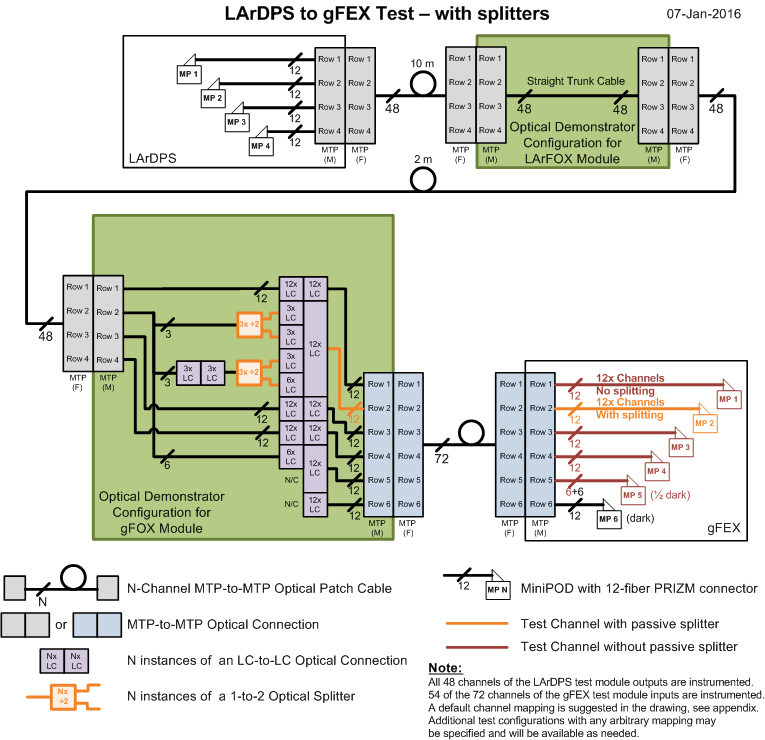 LArDPS to gFEX Test – with splitters
07-Jan-2016
MP 1
MP 2
MP 3
MP 4
12
12
12
12
LArDPS
Row 1 Row 1
Row 2 Row 2
Row 3 Row 3
Row 4 Row 4
MTP (M)
MTP (F)
48
10 m
Row 1 Row 1
Row 2 Row 2
Row 3 Row 3
Row 4 Row 4
MTP (F)
MTP (M)
Straight Trunk Cable
48
48
Optical Demonstrator
Configuration for
LArFOX Module
Row 1 Row 1
Row 2 Row 2
Row 3 Row 3
Row 4 Row 4
MTP (M)
MTP (F)
48
2 m
48
Row 1 Row 1
Row 2 Row 2
Row 3 Row 3
Row 4 Row 4
MTP (F)
MTP (M)
12
3
3
12
12
6
3x ÷2
3x LC
3x LC
3x ÷2
12x LC
12x LC
3x LC
3x LC
12x LC
3x LC
6x LC
12x LC
12x LC
12x LC
12x LC
6x LC
12x LC
N/C
N/C
12x LC
12
12
12
12
12
12
Row 1 Row 1
Row 2 Row 2
Row 3 Row 3
Row 4 Row 4
Row 5 Row 5
Row 6 Row 6
MTP (M)
MTP (F)
Optical Demonstrator
Configuration for
gFOX Module
72
Row 1 Row 1
Row 2 Row 2
Row 3 Row 3
Row 4 Row 4
Row 5 Row 5
Row 6 Row 6
MTP (F)
MTP (M)
12x Channels
No splitting
12
MP 1
12x Channels
With splitting
12
MP 2
12
MP 3
12
MP 4
6+6
MP 5
(½ dark)
12
MP 6
(dark)
gFEX
N
N-Channel MTP-to-MTP Optical Patch Cable
or
MTP-to-MTP Optical Connection
Nx LC
Nx LC
N instances of an LC-to-LC Optical Connection
Nx ÷2
N instances of a 1-to-2 Optical Splitter
12
MP N
MiniPOD with 12-fiber PRIZM connector
Test Channel with passive splitter
Test Channel without passive splitter
Note:
All 48 channels of the LArDPS test module outputs are instrumented.
54 of the 72 channels of the gFEX test module inputs are instrumented.
A default channel mapping is suggested in the drawing, see appendix.
Additional test configurations with any arbitrary mapping may
be specified and will be available as needed.